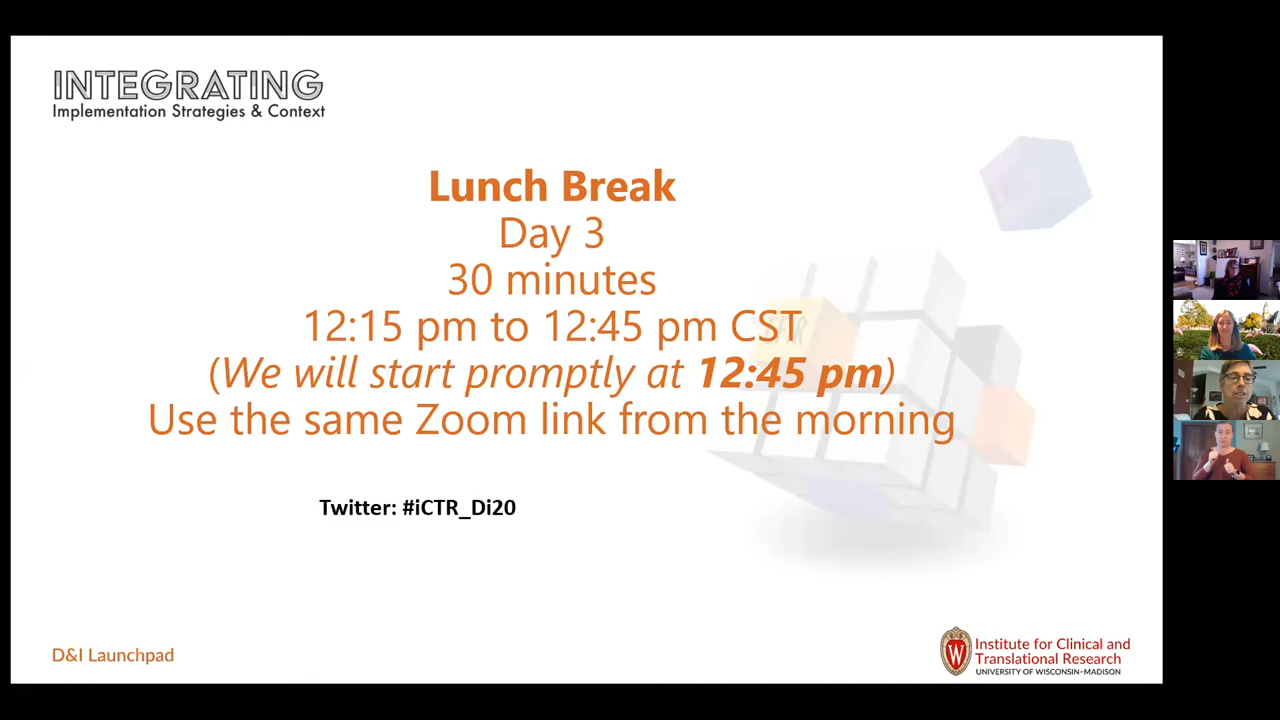 INTEGRATING
Implementation Strategies & Context
Lunch Break
Day 3
30 minutes
12:15 pm to 12:45 pm CST
(We will start promptly at 12:45 pm)
Use the same Zoom link from the morning
Twitter: #iCTR_Di20
D&I Launchpad
W
Institute for Clinical and
Translational Research
UNIVERSITY OF WISCONSIN–MADISON